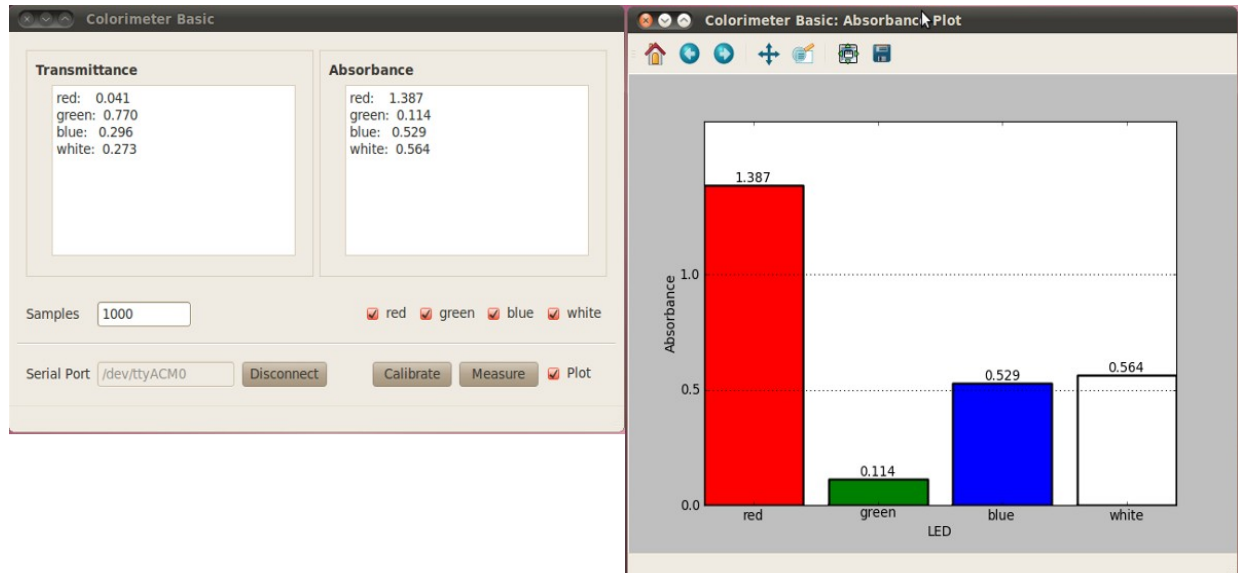 Colorimeter Basic
Transmittance
red: 0.041
green: 0.770
blue: 0.296
white: 0.273
Absorbance
red: 1.387
green: 0.114
blue: 0.529
white: 0.564
Samples 1000 red green blue white
Serial Port /dev/ttyACM0 Disconnect Calibrate Measure Plot
Colorimeter Basic: Absorbance Plot
1.387
1.0
Absorbance
0.564
0.529
0.5
0.114
0.0
red green blue white
LED